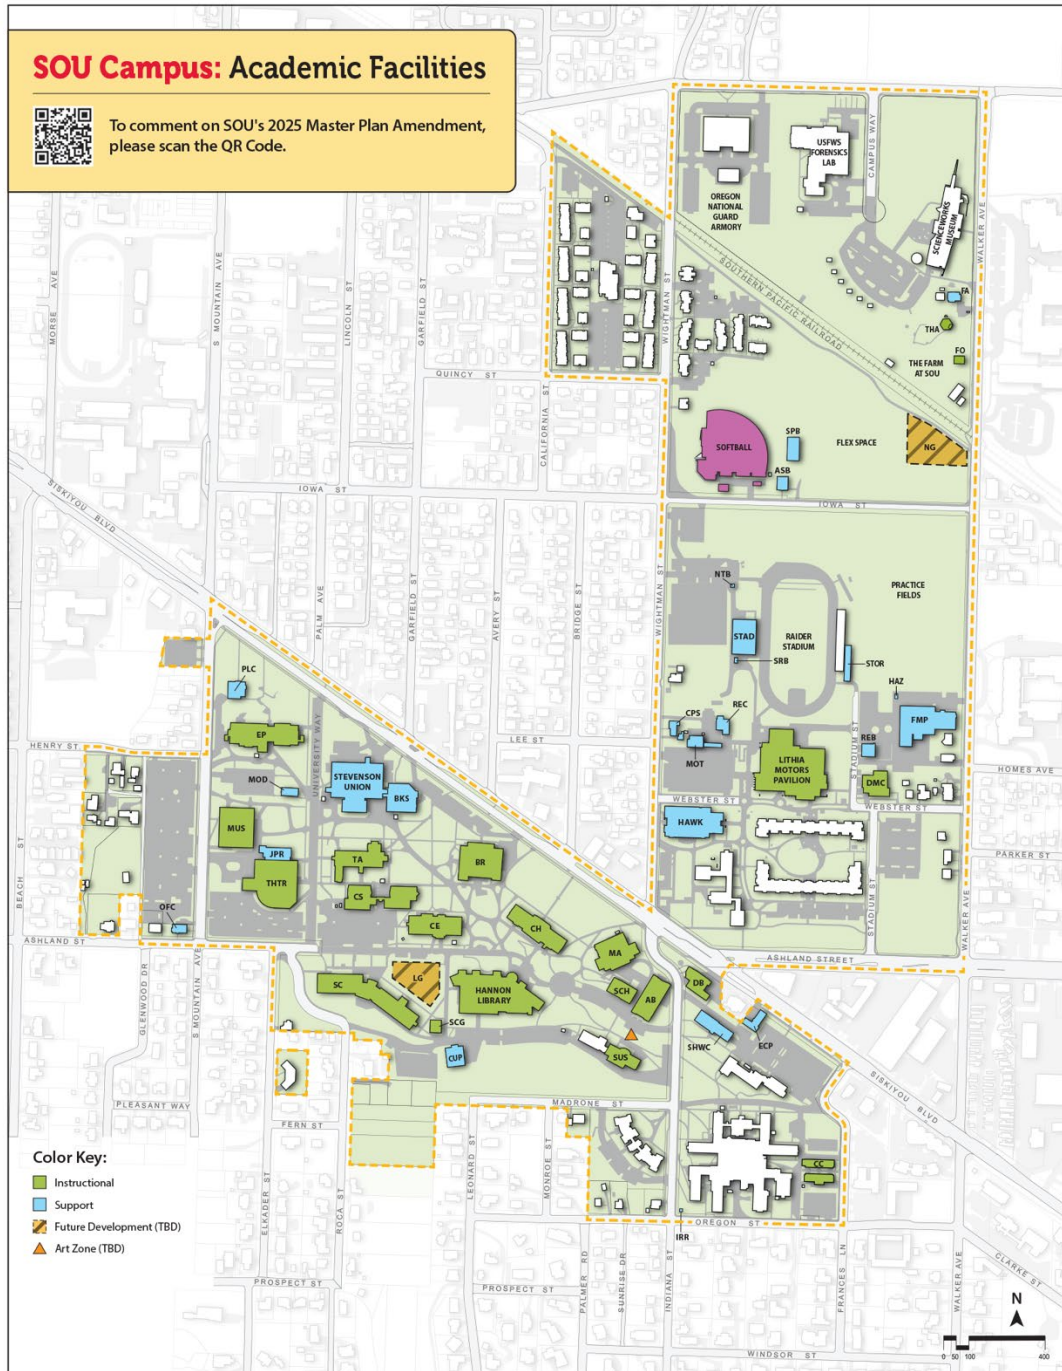 SOU Campus: Academic Facilities
To comment on SOU's 2025 Master Plan Amendment,
please scan the QR Code.
USFWS
FORENSICS
LAB
CAMPUS WAY
OREGON
NATIONAL
GUARD
ARMORY
SCIENCEWORKS
MUSEUM
WALKER AVE
SOUTHERN PACIFIC RAILROAD
WIGHTMAN ST
FA
THA
FO
THE FARM
AT SOU
MORSE AVE
S MOUNTAIN AVE
LINCOLN ST
GARFIELD ST
QUINCY ST
CALIFORNIA ST
SOFTBALL
SPB
ASB
FLEX SPACE
NG
SISKIYOU BLVD
IOWA ST
IOWA ST
PALM AVE
GARFIELD ST
AVERY ST
BRIDGE ST
WIGHTMAN ST
NTB
PRACTICE
FIELDS
STAD
RAIDER
STADIUM
SRB
STOR
HAZ
PLC
EP
HENRY ST
UNIVERSITY WAY
LEE ST
CPS
REC
MOT
LITHIA
MOTORS
PAVILION
STADIUM ST
REB
FMP
DMC
HOMES AVE
MOD
STEVENSON
UNION
BKS
WEBSTER ST
WEBSTER ST
HAWK
MUS
JPR
THTR
TA
BR
CS
PARKER ST
BEACH ST
OFC
CE
CH
MA
STADIUM ST
WALKER AVE
ASHLAND ST
ASHLAND STREET
GLENWOOD DR
S MOUNTAIN AVE
SC
LG
HANNON
LIBRARY
SCH
AB
DB
SCG
CUP
SUS
SHWC
ECP
SISKIYOU BLVD
PLEASANT WAY
FERN ST
MADRONE ST
LEONARD ST
MONROE ST
CC
ELKADER ST
ROCA ST
OREGON ST
IRR
Color Key:
Instructional
Support
Future Development (TBD)
Art Zone (TBD)
PROSPECT ST
PROSPECT ST
PALMER RD
SUNRISE DR
INDIANA ST
FRANCES LN
WALKER AVE
CLARKE ST
WINDSOR ST
N
0 50 100 400